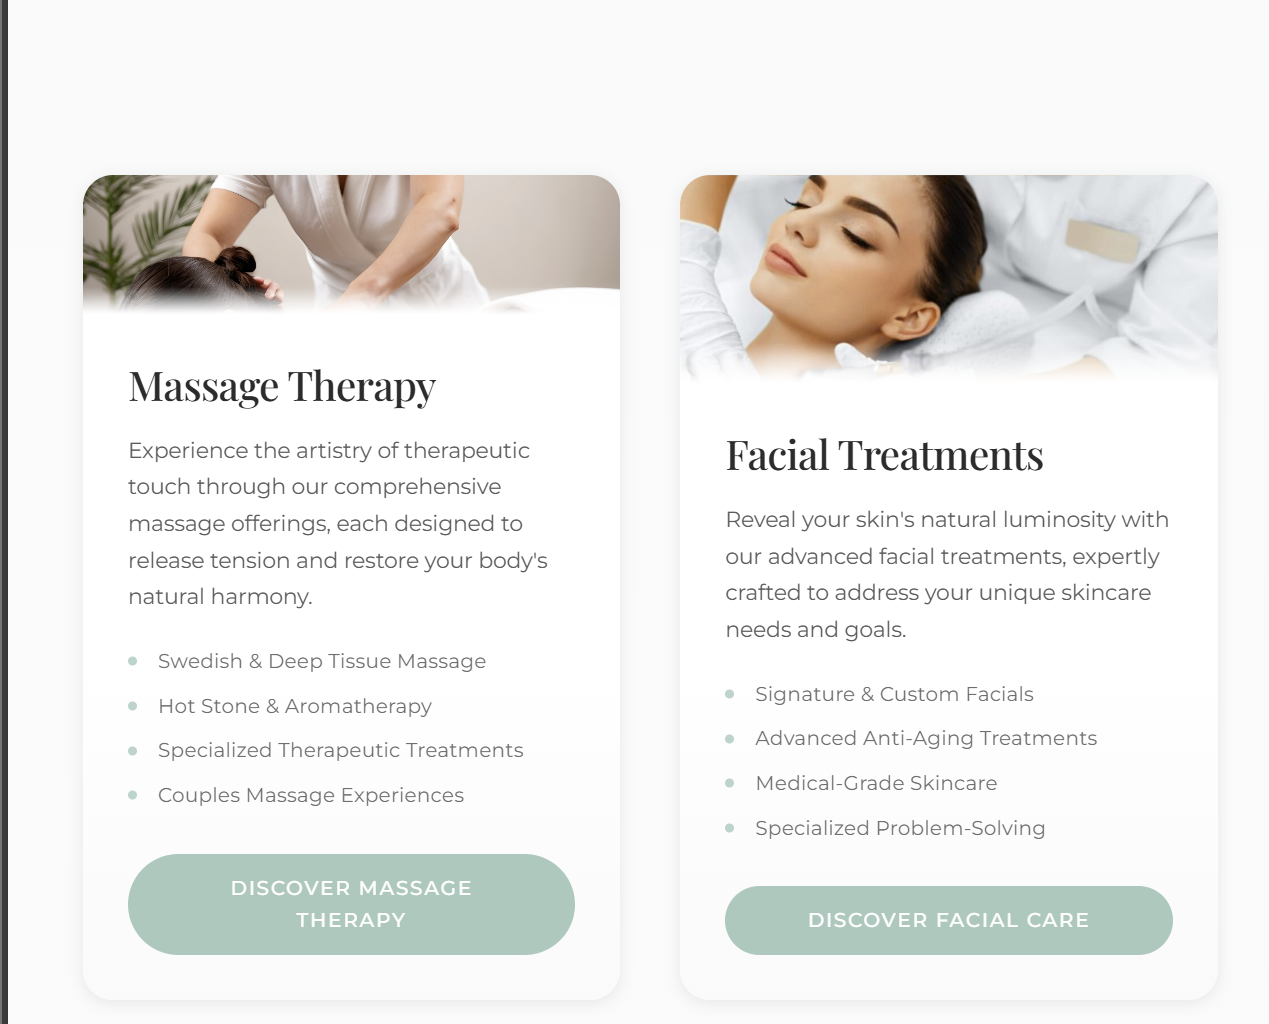 Massage Therapy
Experience the artistry of therapeutic
touch through our comprehensive
massage offerings, each designed to
release tension and restore your body's
natural harmony.
Swedish & Deep Tissue Massage
Hot Stone & Aromatherapy
Specialized Therapeutic Treatments
Couples Massage Experiences
DISCOVER MASSAGE
THERAPY
Facial Treatments
Reveal your skin's natural luminosity with
our advanced facial treatments, expertly
crafted to address your unique skincare
needs and goals.
Signature & Custom Facials
Advanced Anti-Aging Treatments
Medical-Grade Skincare
Specialized Problem-Solving
DISCOVER FACIAL CARE